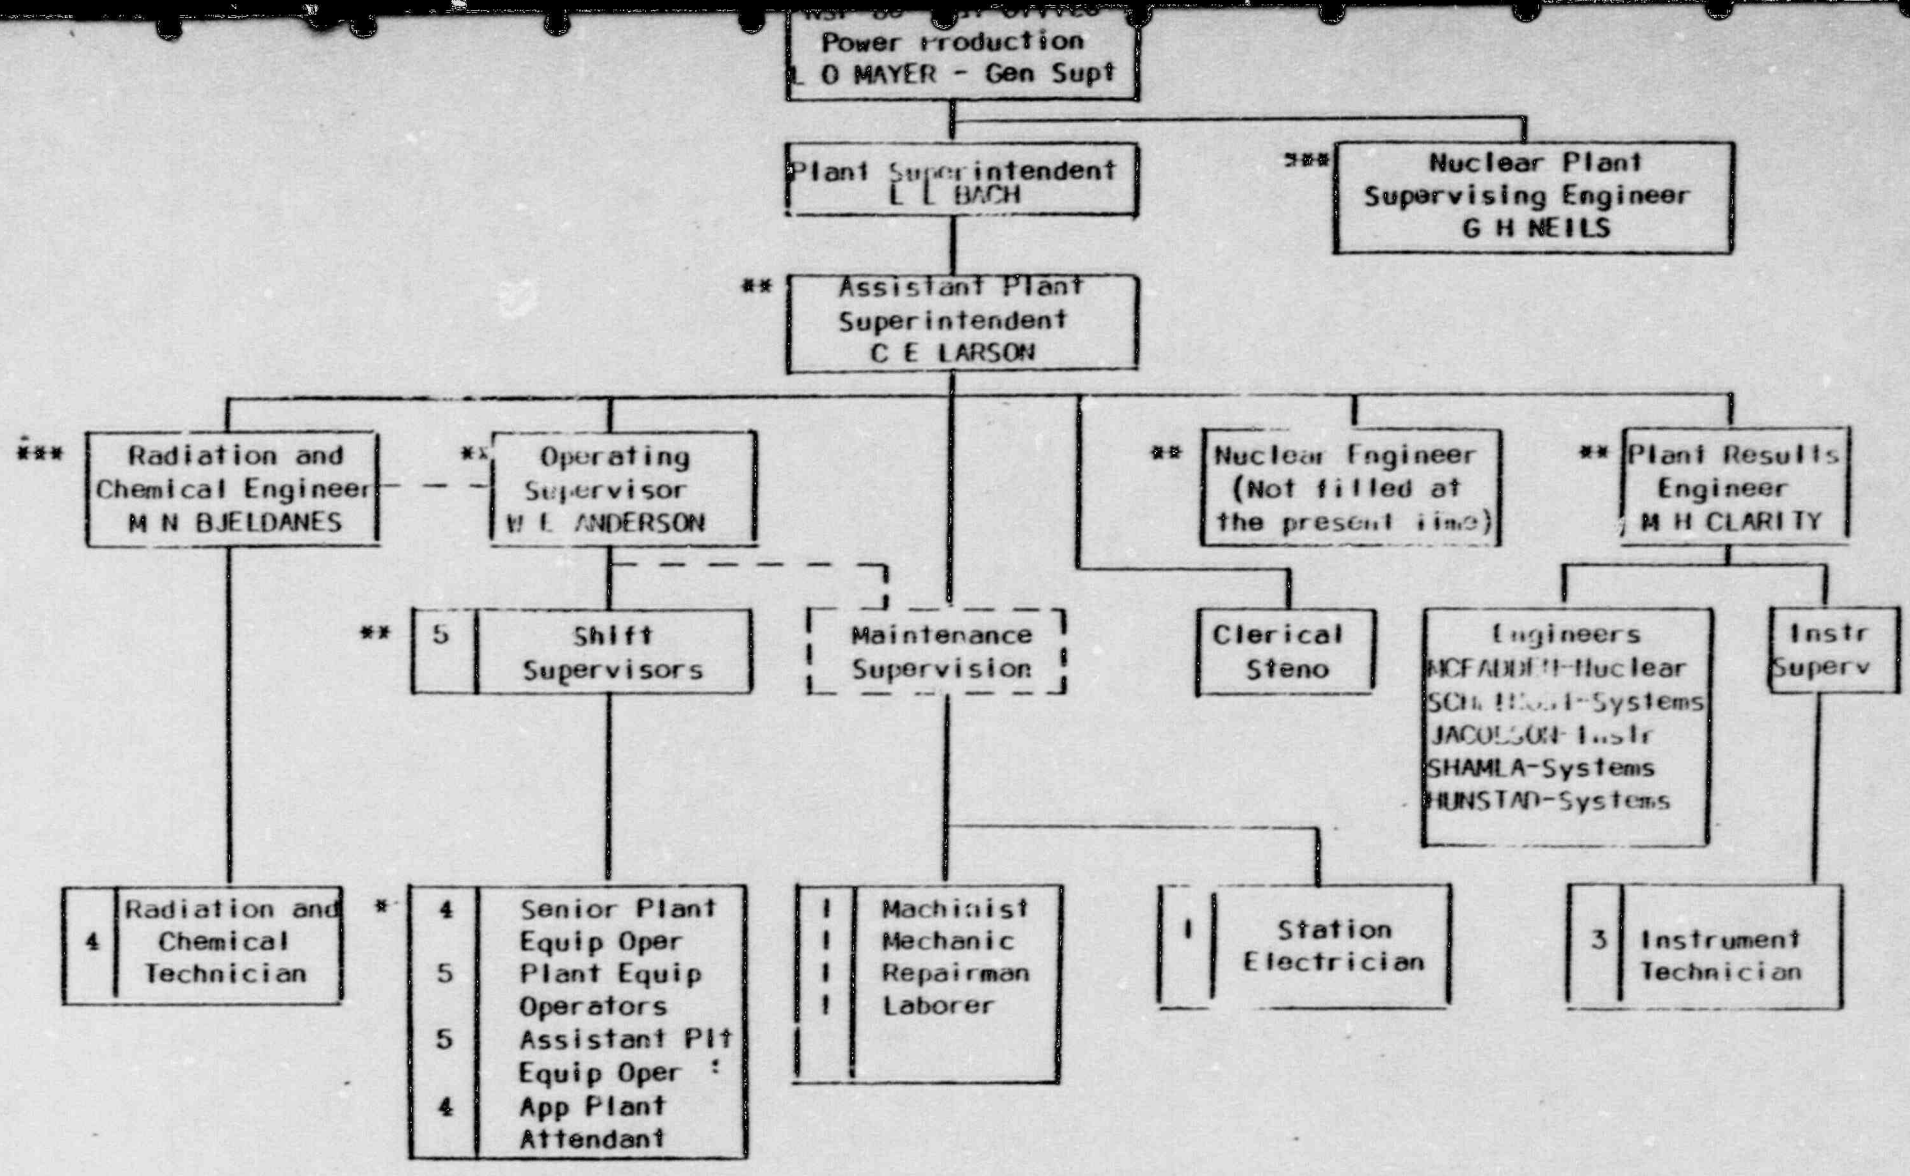 Power Production
L O MAYER - Gen Supt
Plant Superintendent
L L BACH
***
Nuclear Plant
Supervising Engineer
G H NEILS
**
Assistant Plant
Superintendent
C E LARSON
***
Radiation and
Chemical Engineer
M N BJELDANES
**
Operating
Supervisor
W E ANDERSON
**
Nuclear Engineer
(Not filled at
the present time)
**
Plant Results
Engineer
M H CLARITY
**
5
Shift
Supervisors
Maintenance
Supervision
Clerical
Steno
Engineers
MCFADDEN-Nuclear
-Systems
JACOBSON-Instr
SHAMLA-Systems
HUNSTAD-Systems
Instr
Superv
4
Radiation and
Chemical
Technician
*
4 Senior Plant
Equip Oper
5 Plant Equip
Operators
5 Assistant Plt
Equip Oper
4 App Plant
Attendant
1 Machinist
1 Mechanic
1 Repairman
1 Laborer
1
Station
Electrician
3 Instrument
Technician